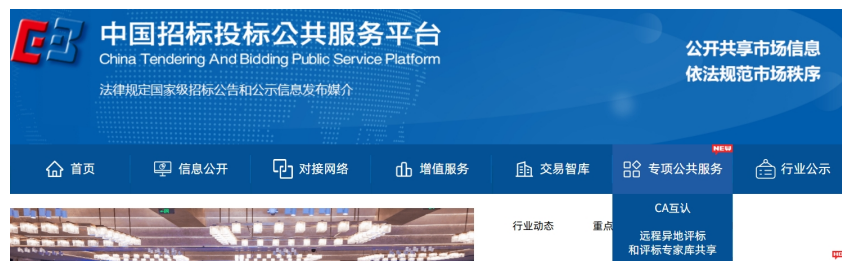 中国招标投标公共服务平台
China Tendering And Bidding Public Service Platform
法律规定国家级招标公告和公示信息发布媒介
公开共享市场信息
依法规范市场秩序
NEW
首页
信息公开
对接网络
增值服务
交易智库
专项公共服务
行业公示
CA互认
行业动态
重点
远程异地评标
和评标专家库共享